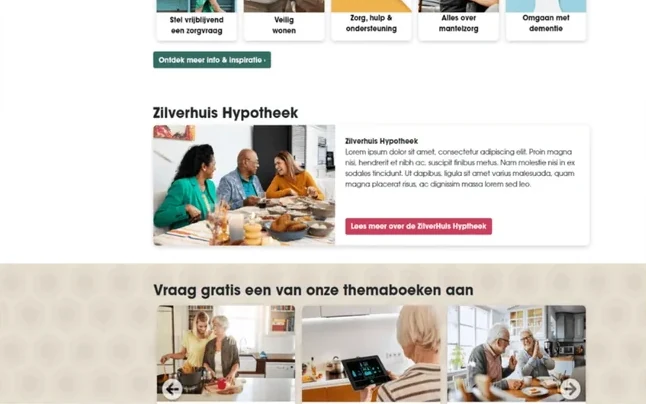 Stel vrijblijvend
een zorgvraag
Veilig
wonen
Zorg, hulp &
ondersteuning
Alles over
mantelzorg
Omgaan met
dementie
Ontdek meer info & inspiratie ›
Zilverhuis Hypotheek
Zilverhuis Hypotheek
Lorem ipsum dolor sit amet, consectetur adipiscing elit. Proin magna
nisi, hendrerit et nibh ac, suscipit finibus metus. Nam molestie nisi in ex
sodales tincidunt. Ut dapibus, ligula sit amet varius malesuada, quam
magna placerat risus, ac dignissim massa lorem sed leo.
Lees meer over de ZilverHuis Hyptheek
Vraag gratis een van onze themaboeken aan